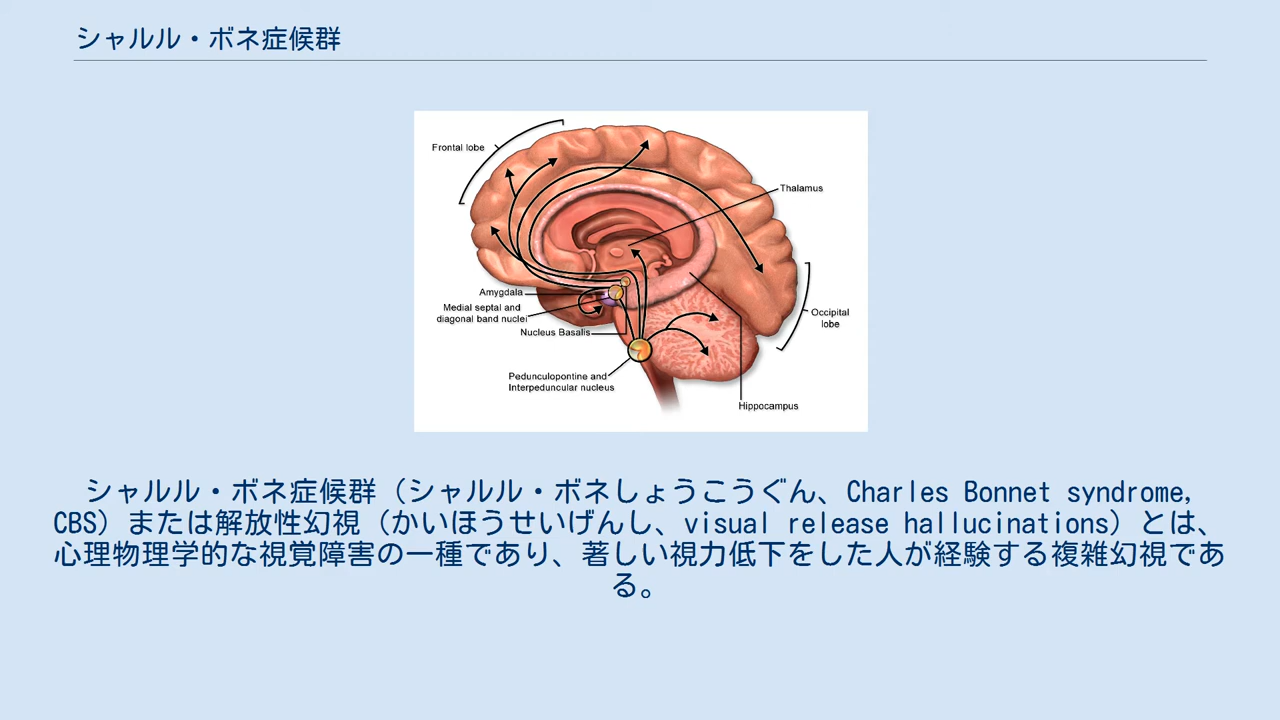 シャルル・ボネ症候群
Frontal lobe
Thalamus
Amygdala
Medial septal and
diagonal band nuclei
Nucleus Basalis
Occipital
lobe
Pedunculopontine and
Interpeduncular nucleus
Hippocampus
シャルル・ボネ症候群（シャルル・ボネしょうこうぐん、Charles Bonnet syndrome,
CBS）または解放性幻視（かいほうせいげんし、visual release hallucinations）とは、
心理物理学的な視覚障害の一種であり、著しい視力低下をした人が経験する複雑幻視であ
る。